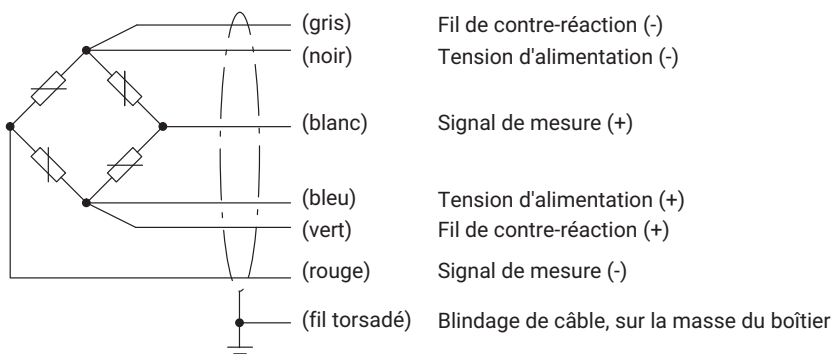 (gris) Fil de contre-réaction (-)
(noir) Tension d'alimentation (-)
(blanc) Signal de mesure (+)
(bleu) Tension d'alimentation (+)
(vert) Fil de contre-réaction (+)
(rouge) Signal de mesure (-)
(fil torsadé) Blindage de câble, sur la masse du boîtier